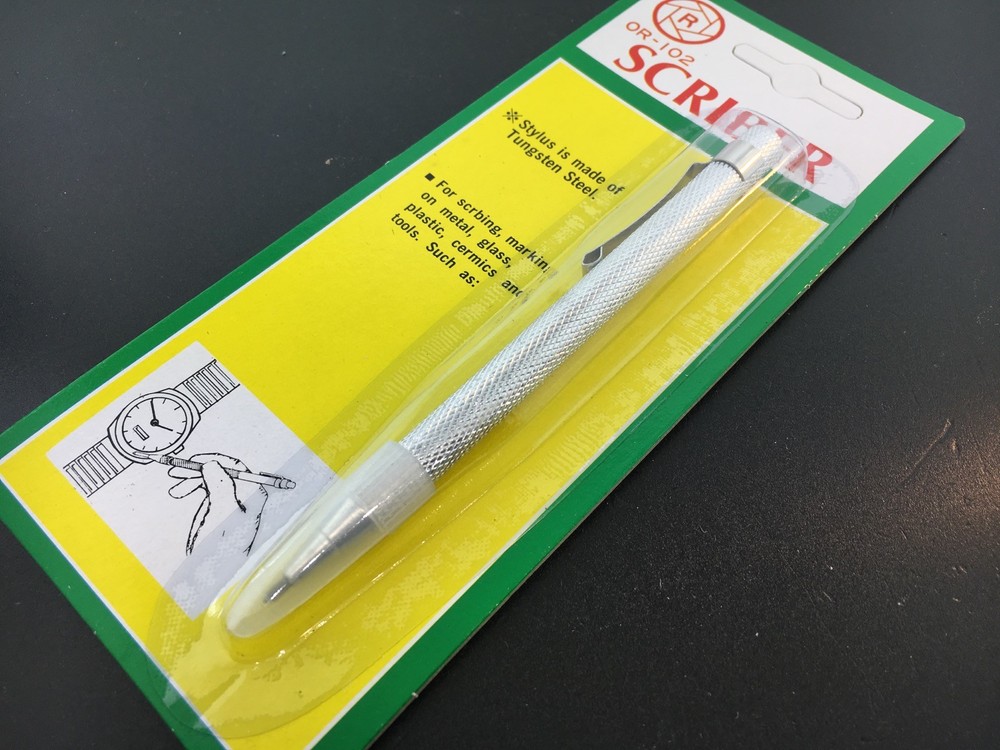 R
OR-102
SCRIBER
※ Stylus is made of
Tungsten Steel.
■ For scrbing, marking
on metal, glass,
plastic, cermics and
tools. Such as: